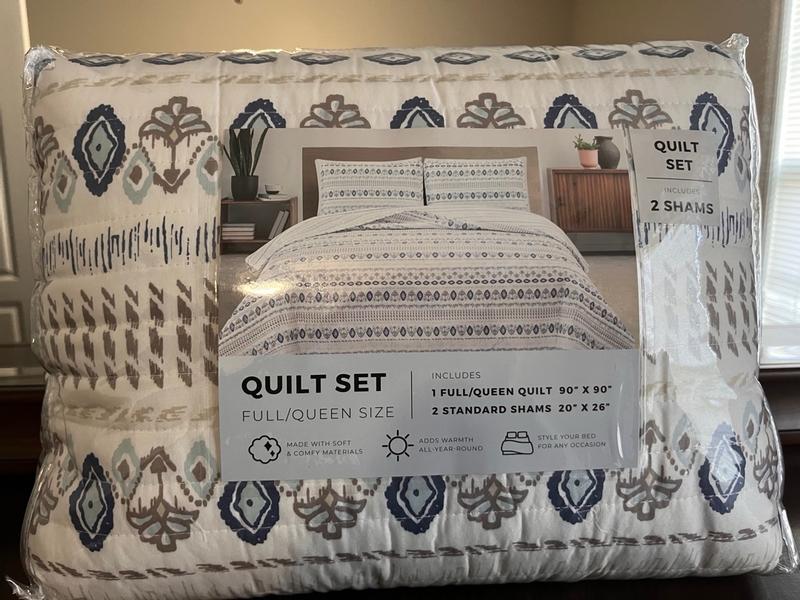 QUILT
SET
INCLUDES
2 SHAMS
QUILT SET
FULL/QUEEN SIZE
INCLUDES
1 FULL/QUEEN QUILT 90" X 90"
2 STANDARD SHAMS 20" X 26"
MADE WITH SOFT
& COMFY MATERIALS
ADDS WARMTH
ALL-YEAR-ROUND
STYLE YOUR BED
FOR ANY OCCASION